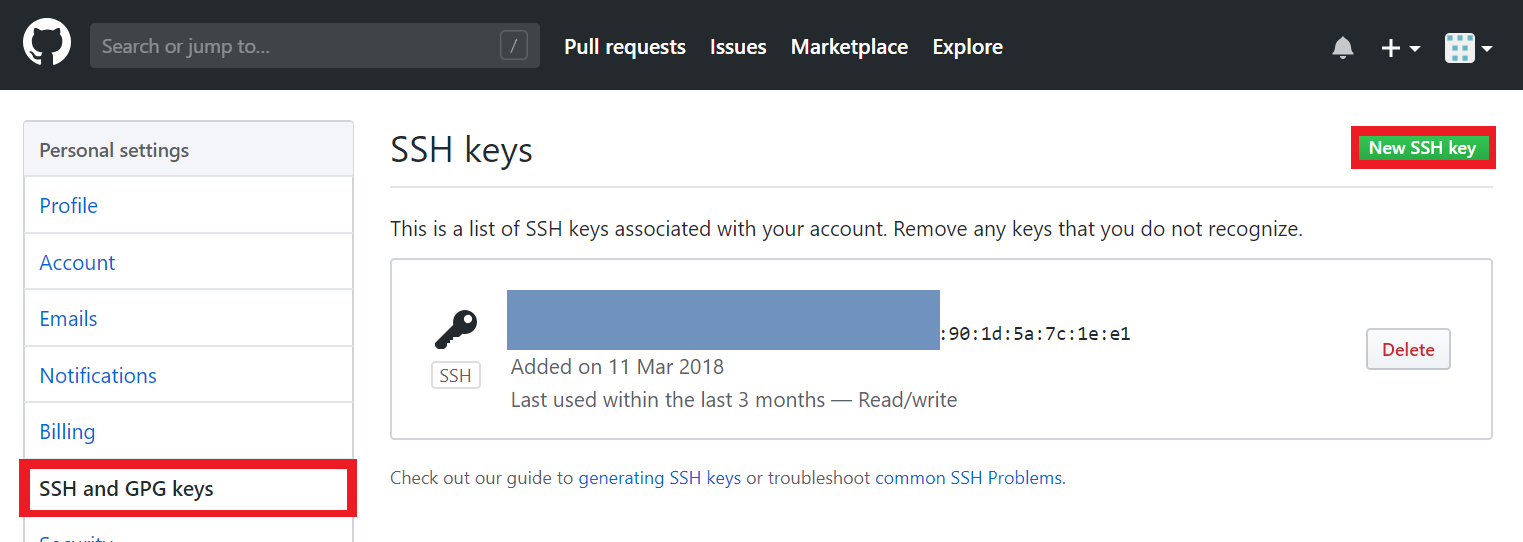 Search or jump to... /
Pull requests Issues Marketplace Explore
Personal settings
Profile
Account
Emails
Notifications
Billing
SSH and GPG keys
Security
SSH keys
New SSH key
This is a list of SSH keys associated with your account. Remove any keys that you do not recognize.
:90:1d:5a:7c:1e:e1
SSH
Added on 11 Mar 2018
Last used within the last 3 months — Read/write
Delete
Check out our guide to generating SSH keys or troubleshoot common SSH Problems.